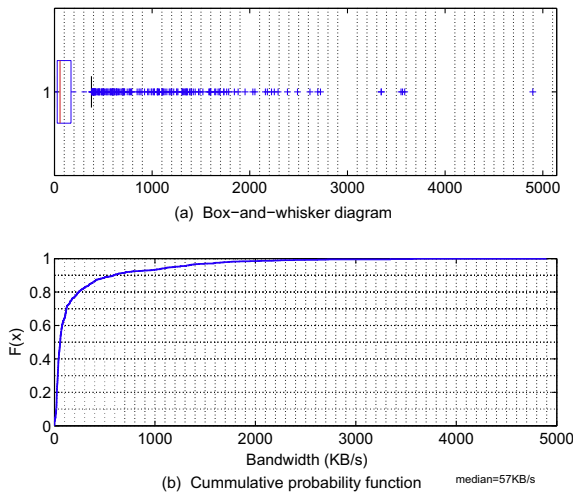 1
0 1000 2000 3000 4000 5000
(a) Box−and−whisker diagram
1
0.8
0.6
0.4
0.2
0
F(x)
0 1000 2000 3000 4000 5000
Bandwidth (KB/s)
(b) Cummulative probability function
median=57KB/s